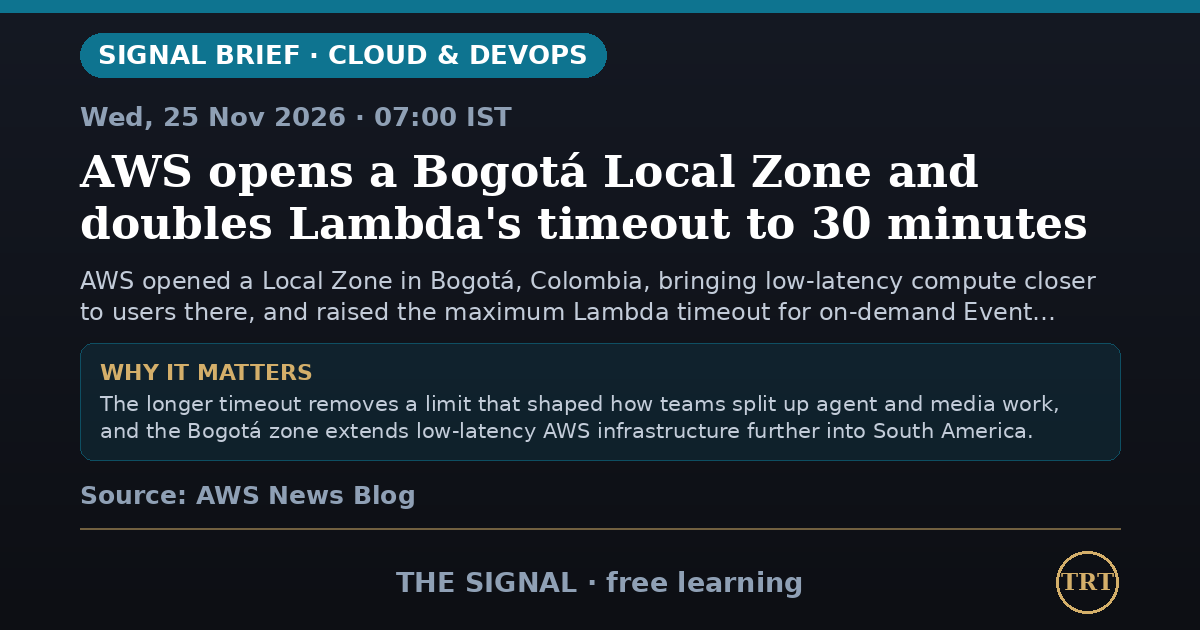 SIGNAL BRIEF · CLOUD & DEVOPS
Wed, 25 Nov 2026 · 07:00 IST
AWS opens a Bogotá Local Zone and
doubles Lambda's timeout to 30 minutes
AWS opened a Local Zone in Bogotá, Colombia, bringing low-latency compute closer
to users there, and raised the maximum Lambda timeout for on-demand Event…
WHY IT MATTERS
The longer timeout removes a limit that shaped how teams split up agent and media work,
and the Bogotá zone extends low-latency AWS infrastructure further into South America.
Source: AWS News Blog
THE SIGNAL · free learning
TRT